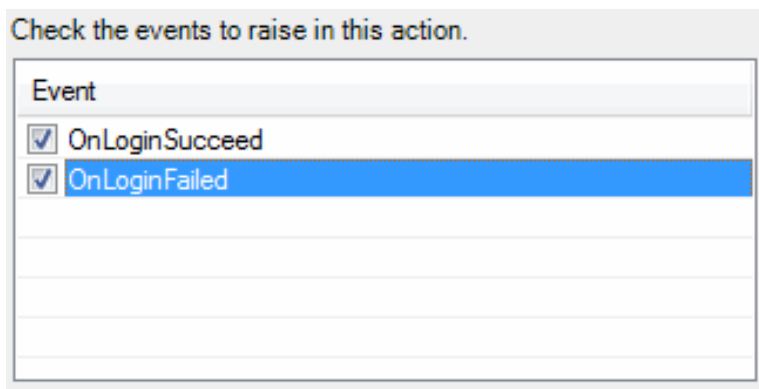 Check the events to raise in this action.
Event
OnLoginSucceed
OnLoginFailed